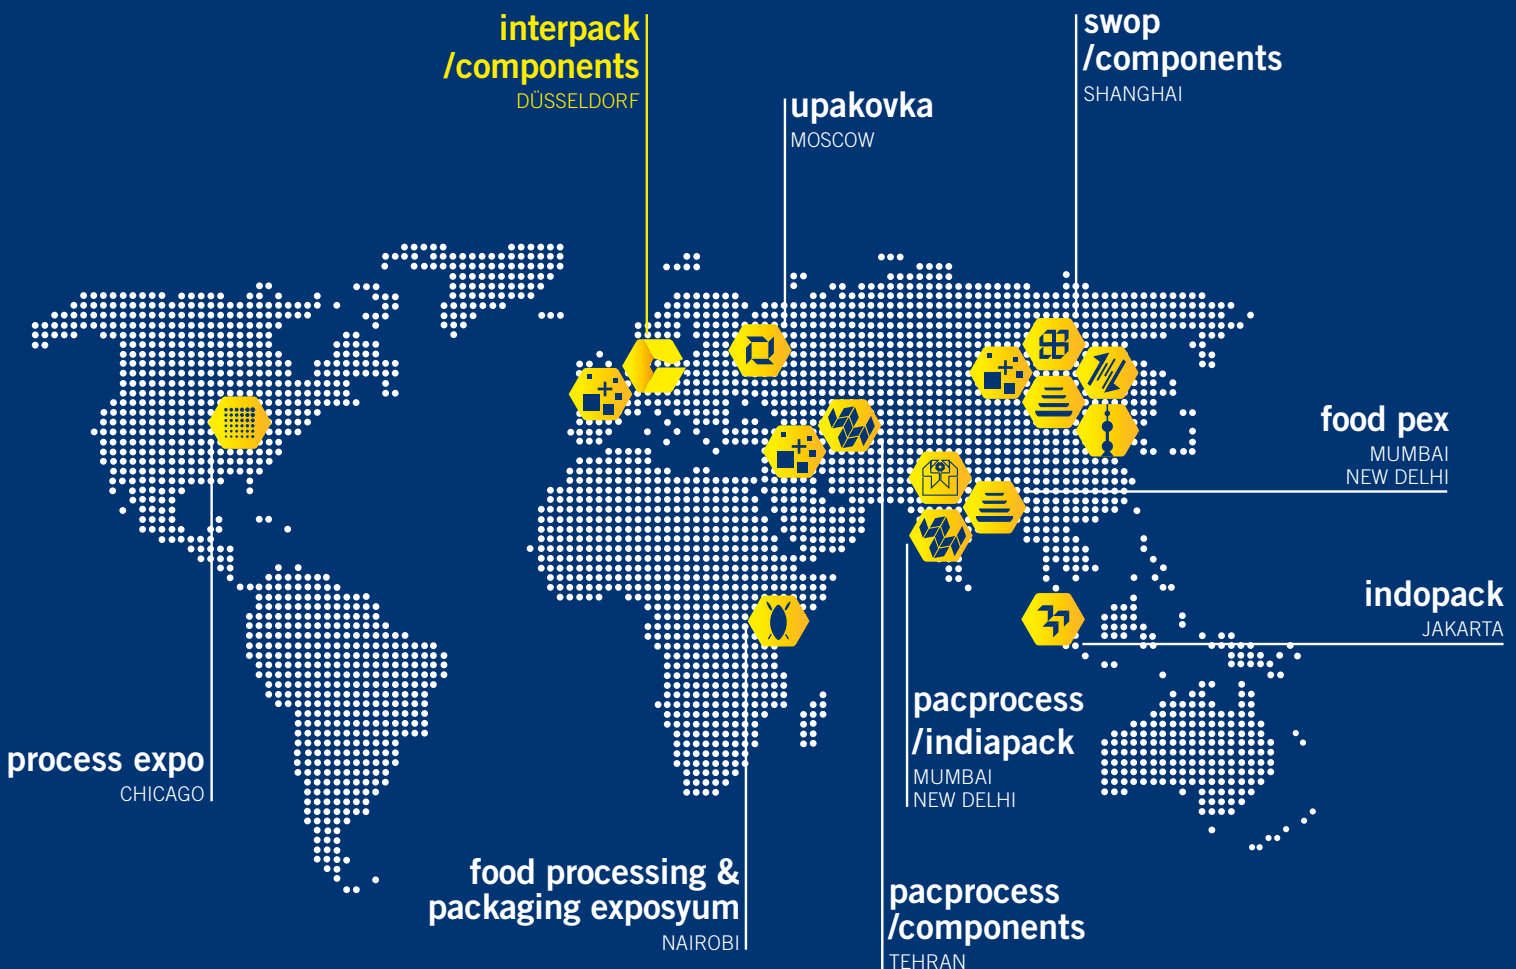 interpack
/components
DÜSSELDORF
swop
/components
SHANGHAI
upakovka
MOSCOW
food pex
MUMBAI
NEW DELHI
indopack
JAKARTA
pacprocess
/indiapack
MUMBAI
NEW DELHI
process expo
CHICAGO
food processing &
packaging exposyum
NAIROBI
pacprocess
/components
TEHRAN